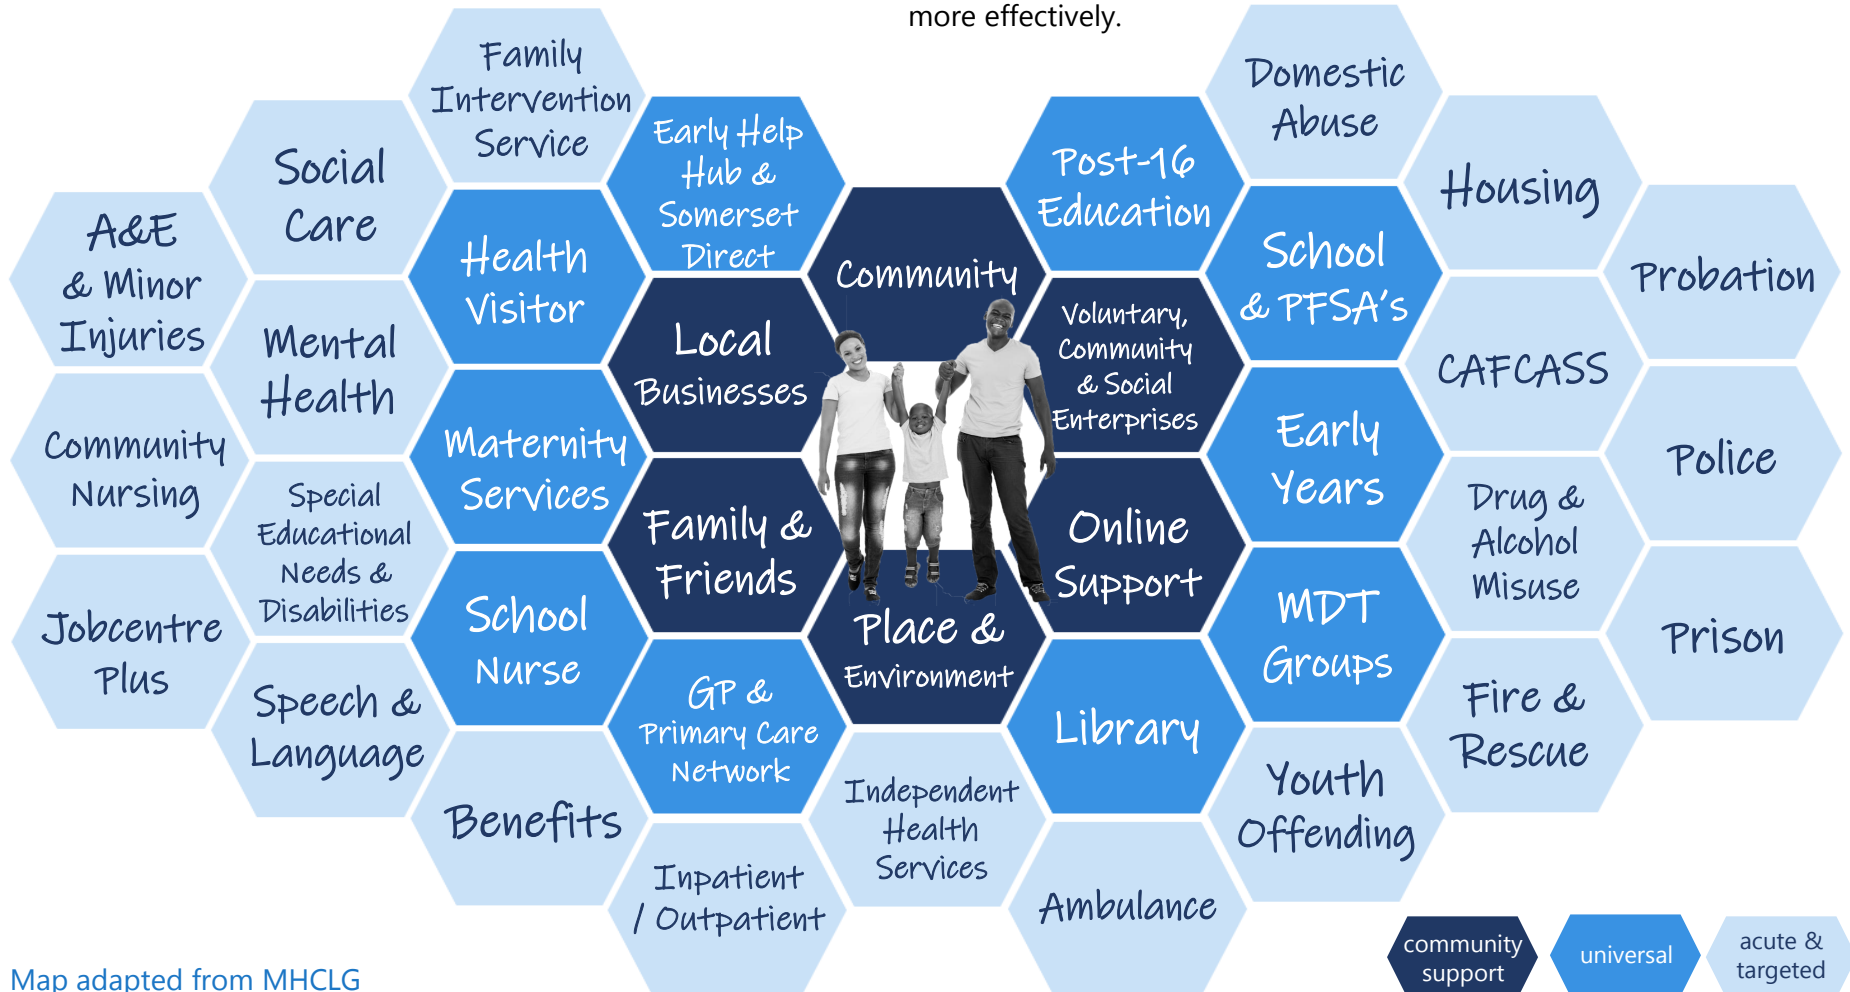 more effectively.
Family
Intervention
Service
Domestic
Abuse
Early Help
Hub &
Somerset
Direct
Post-16
Education
Social
Care
Housing
A&E
& Minor
Injuries
Health
Visitor
Community
School
& PFSA's
Probation
Mental
Health
Local
Businesses
Voluntary,
Community
& Social
Enterprises
CAFCASS
Community
Nursing
Maternity
Services
Early
Years
Police
Special
Educational
Needs &
Disabilities
Family &
Friends
Online
Support
Drug &
Alcohol
Misuse
Jobcentre
Plus
School
Nurse
Place &
Environment
MDT
Groups
Prison
Speech &
Language
GP &
Primary Care
Network
Library
Fire &
Rescue
Benefits
Independent
Health
Services
Youth
Offending
Inpatient
/ Outpatient
Ambulance
community
support
universal
acute &
targeted
Map adapted from MHCLG